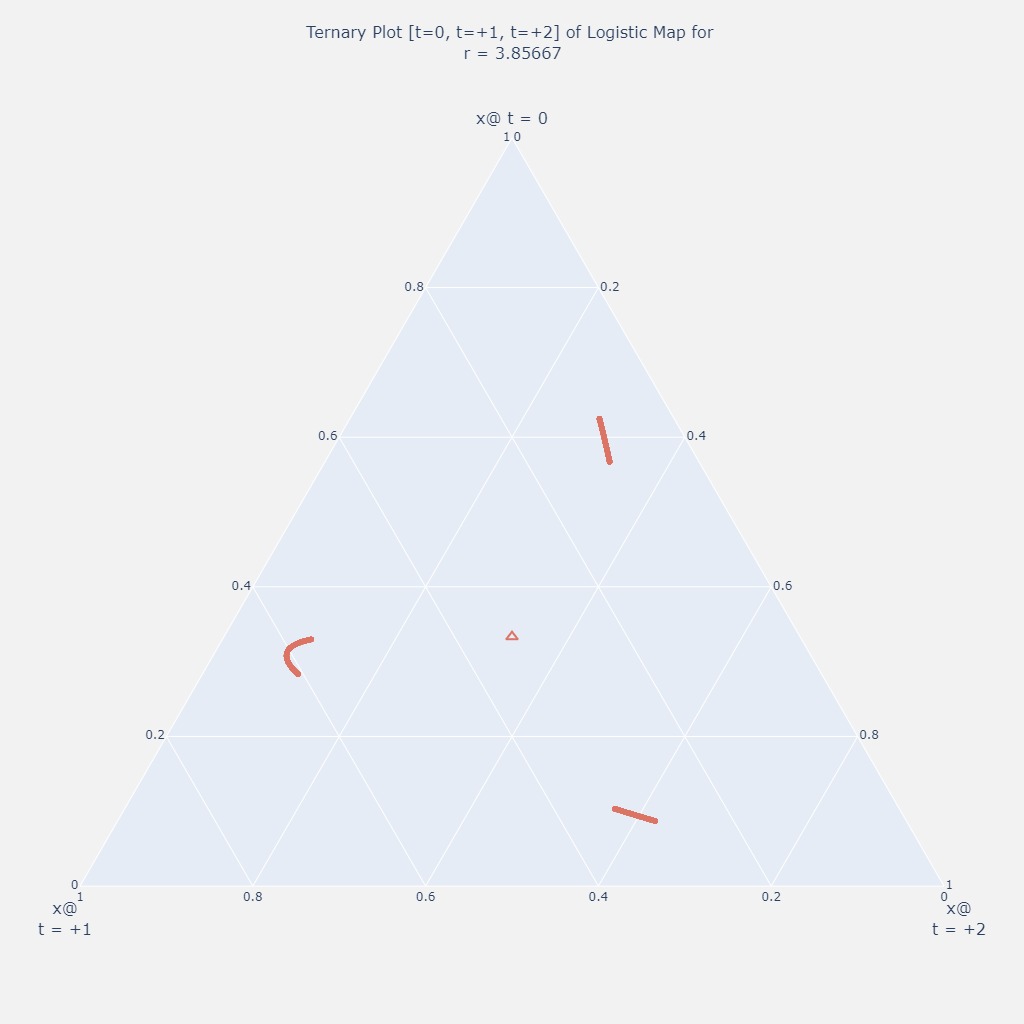 Ternary Plot [t=0, t=+1, t=+2] of Logistic Map for
r = 3.85667
x@ t = 0
1 0
0.8 0.2
0.6 0.4
0.4 0.6
0.2 0.8
0 1
1 0.8 0.6 0.4 0.2 0
x@ x@
t = +1 t = +2